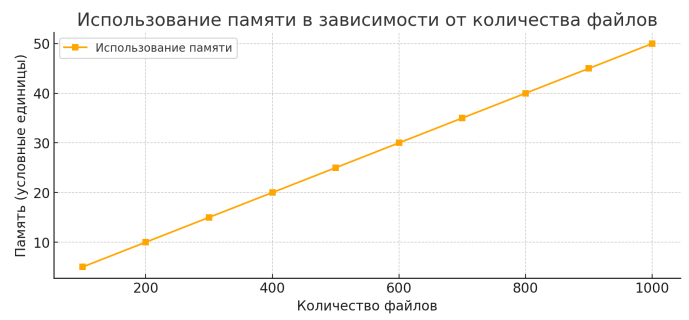 Использование памяти в зависимости от количества файлов
Использование памяти
Память (условные единицы)
50
40
30
20
10
200
400
600
800
1000
Количество файлов